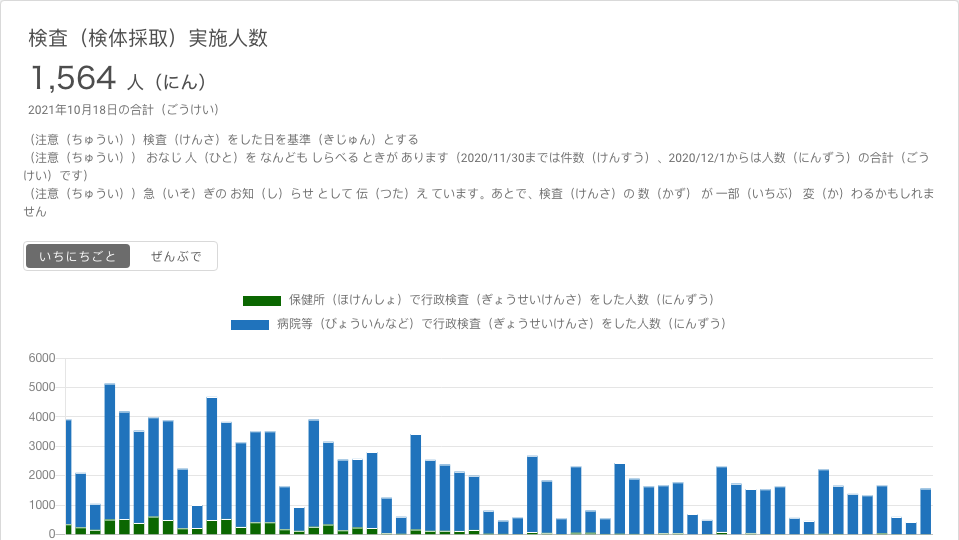 検査（検体採取）実施人数
1,564 人（にん）
2021年10月18日の合計（ごうけい）
（注意（ちゅうい））検査（けんさ）をした日を基準（きじゅん）とする
（注意（ちゅうい）） おなじ 人（ひと）を なんども しらべる ときが あります（2020/11/30までは件数（けんすう）、2020/12/1からは人数（にんずう）の合計（ごう
けい）です）
（注意（ちゅうい））急（いそ）ぎの お知（し）らせ として 伝（つた）え ています。あとで、検査（けんさ）の 数（かず） が 一部（いちぶ） 変（か）わるかもしれま
せん
いちにちごと ぜんぶで
保健所（ほけんしょ）で行政検査（ぎょうせいけんさ）をした人数（にんずう）
病院等（びょういんなど）で行政検査（ぎょうせいけんさ）をした人数（にんずう）
6000
5000
4000
3000
2000
1000
0